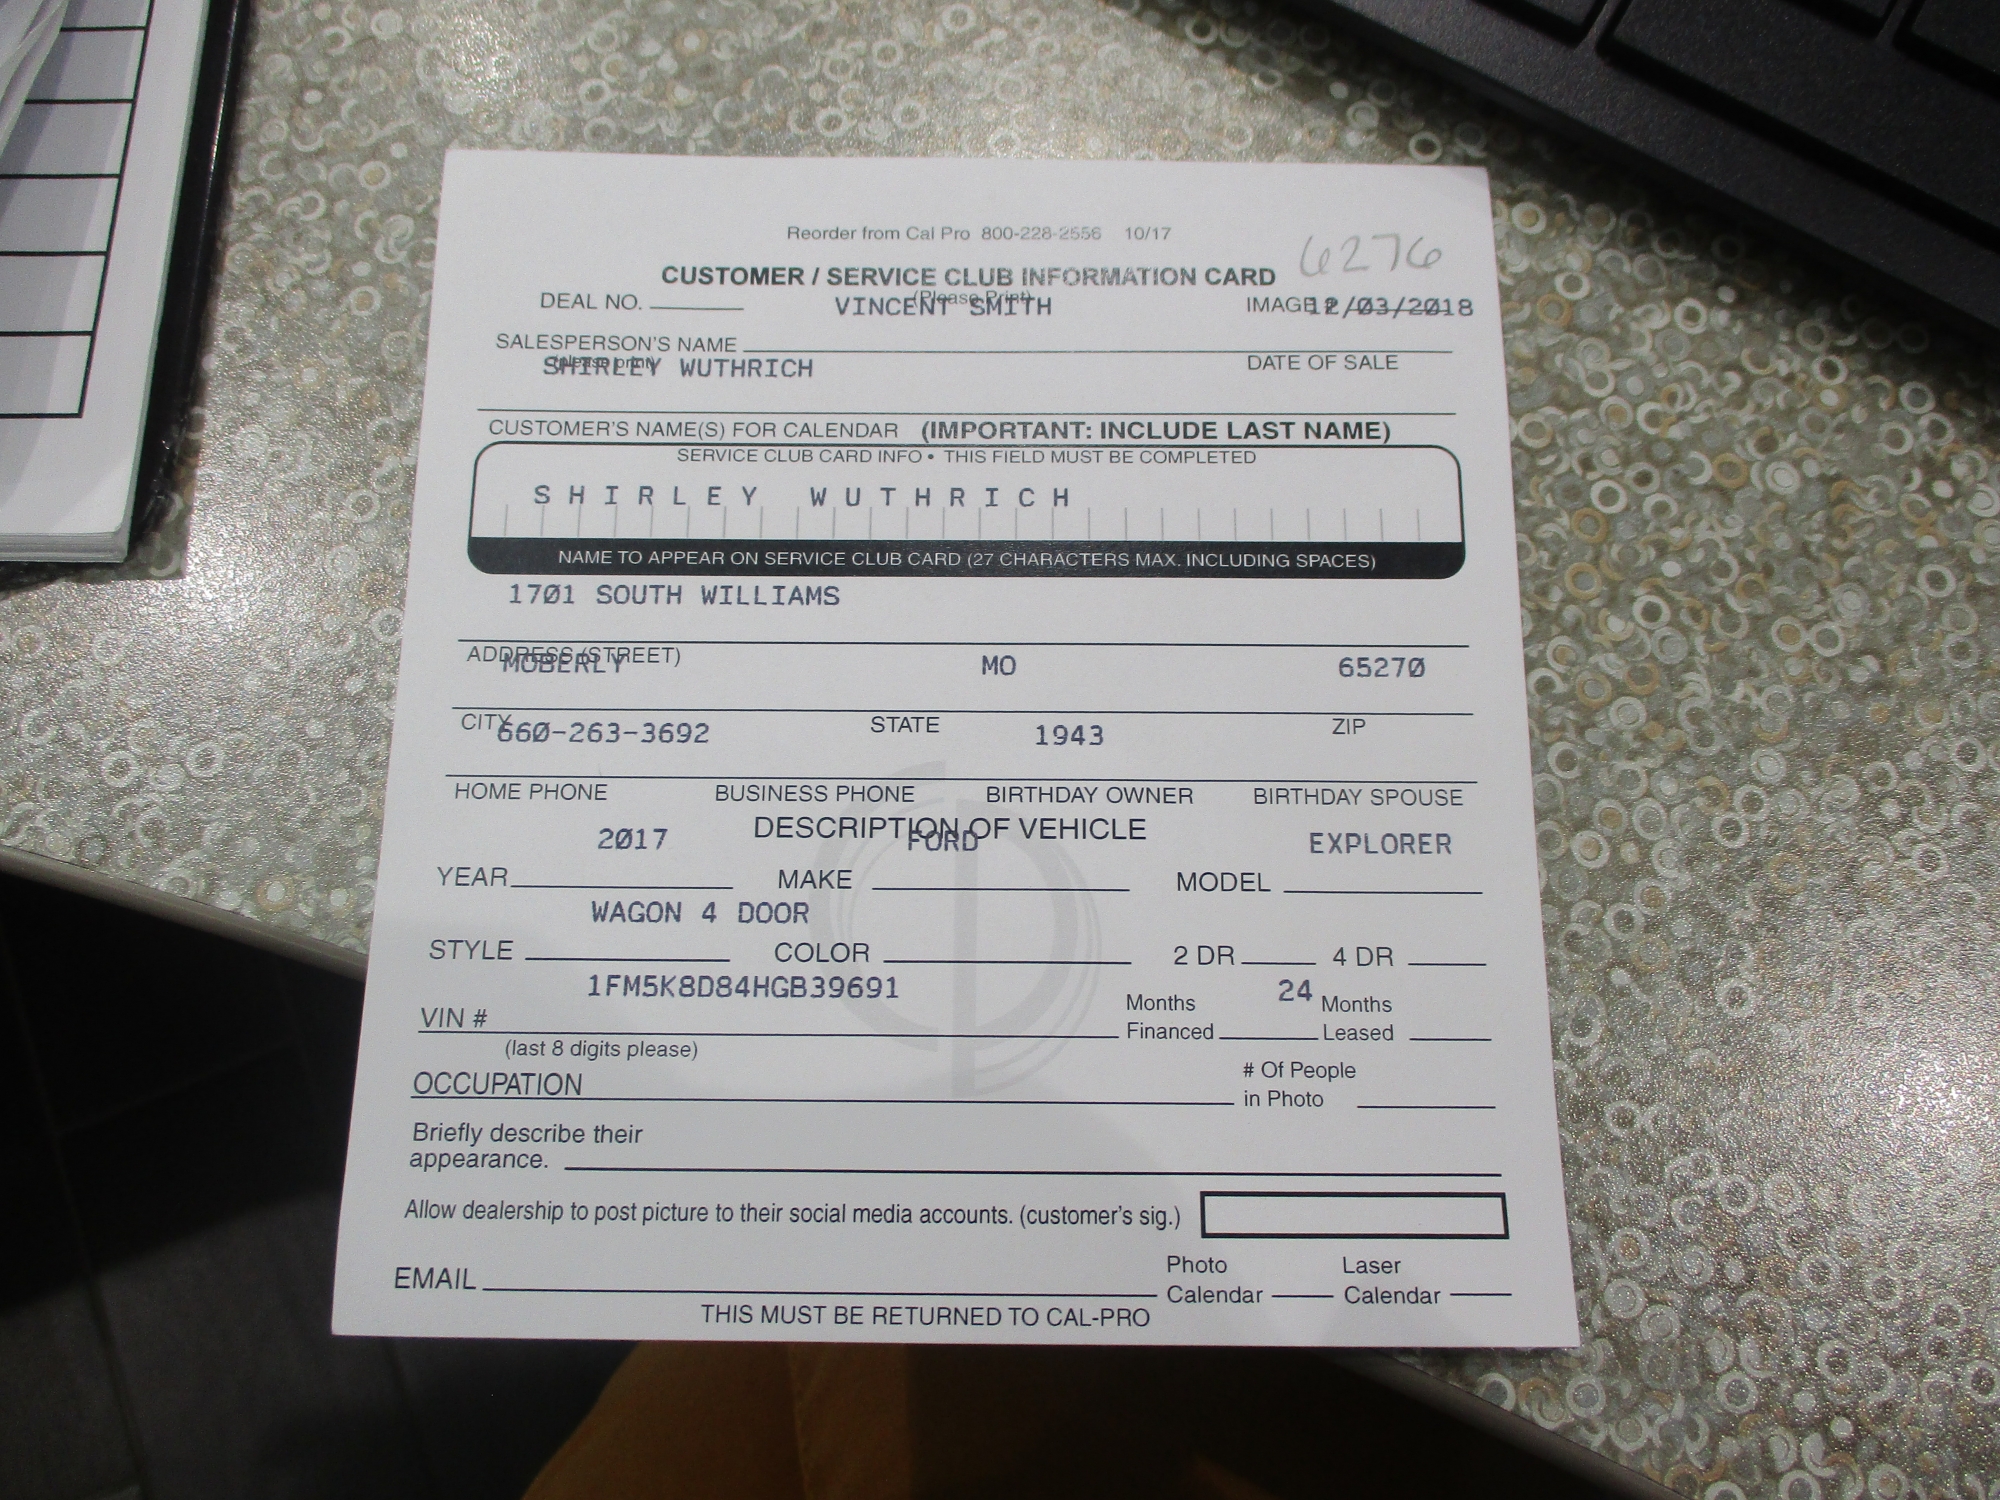 Reorder from Cal Pro 800-228-2556 10/17
6276
CUSTOMER / SERVICE CLUB INFORMATION CARD
(Please Print)
DEAL NO. VINCENT SMITH IMAGE # 12/03/2018
SALESPERSON'S NAME
(please print)
SHIRLEY WUTHRICH DATE OF SALE
CUSTOMER'S NAME(S) FOR CALENDAR (IMPORTANT: INCLUDE LAST NAME)
SERVICE CLUB CARD INFO • THIS FIELD MUST BE COMPLETED
SHIRLEY WUTHRICH
NAME TO APPEAR ON SERVICE CLUB CARD (27 CHARACTERS MAX. INCLUDING SPACES)
1701 SOUTH WILLIAMS
ADDRESS (STREET)
MOBERLY MO 65270
CITY STATE ZIP
660-263-3692 1943
HOME PHONE BUSINESS PHONE BIRTHDAY OWNER BIRTHDAY SPOUSE
DESCRIPTION OF VEHICLE
2017 FORD EXPLORER
YEAR MAKE MODEL
WAGON 4 DOOR
STYLE COLOR 2 DR 4 DR
1FM5K8D84HGB39691 24
VIN # Months Financed Months Leased
(last 8 digits please)
OCCUPATION # Of People in Photo
Briefly describe their
appearance.
Allow dealership to post picture to their social media accounts. (customer's sig.)
EMAIL Photo Calendar Laser Calendar
THIS MUST BE RETURNED TO CAL-PRO